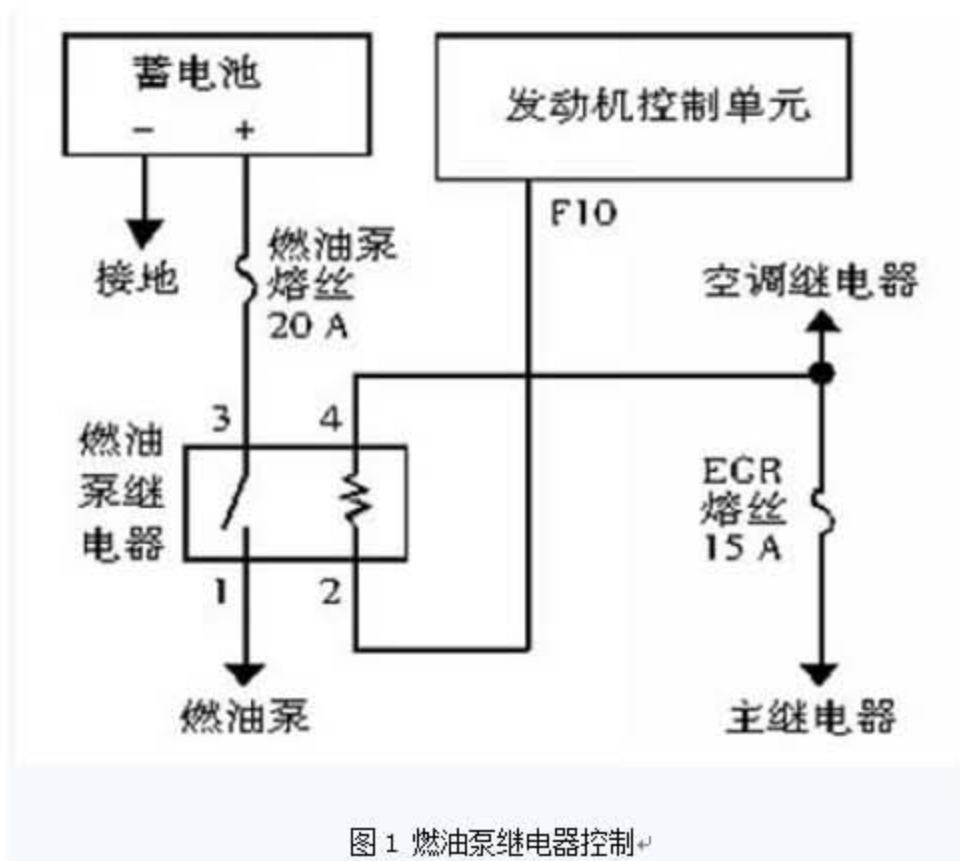 蓄电池
－ ＋
发动机控制单元
F10
接地
燃油泵
熔丝
20 A
空调继电器
3
4
燃油
泵继
电器
EGR
熔丝
15 A
1
2
燃油泵
主继电器
图 1 燃油泵继电器控制